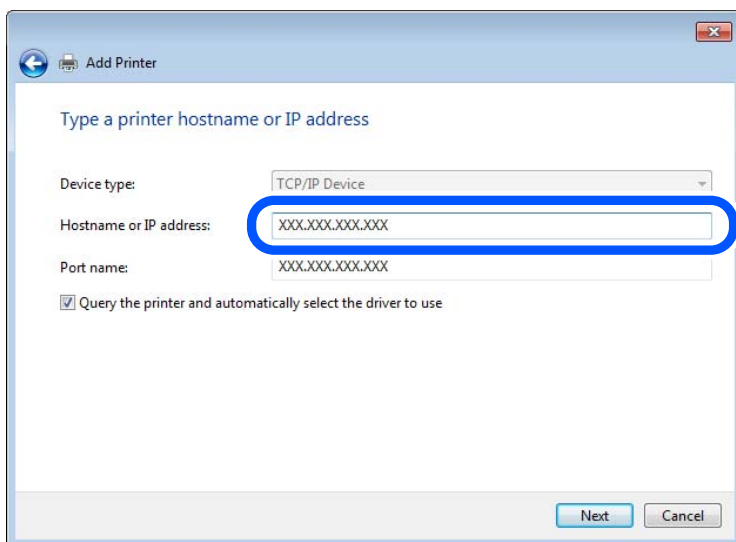 Add Printer
Type a printer hostname or IP address
Device type: TCP/IP Device
Hostname or IP address: XXX.XXX.XXX.XXX
Port name: XXX.XXX.XXX.XXX
Query the printer and automatically select the driver to use
Next Cancel